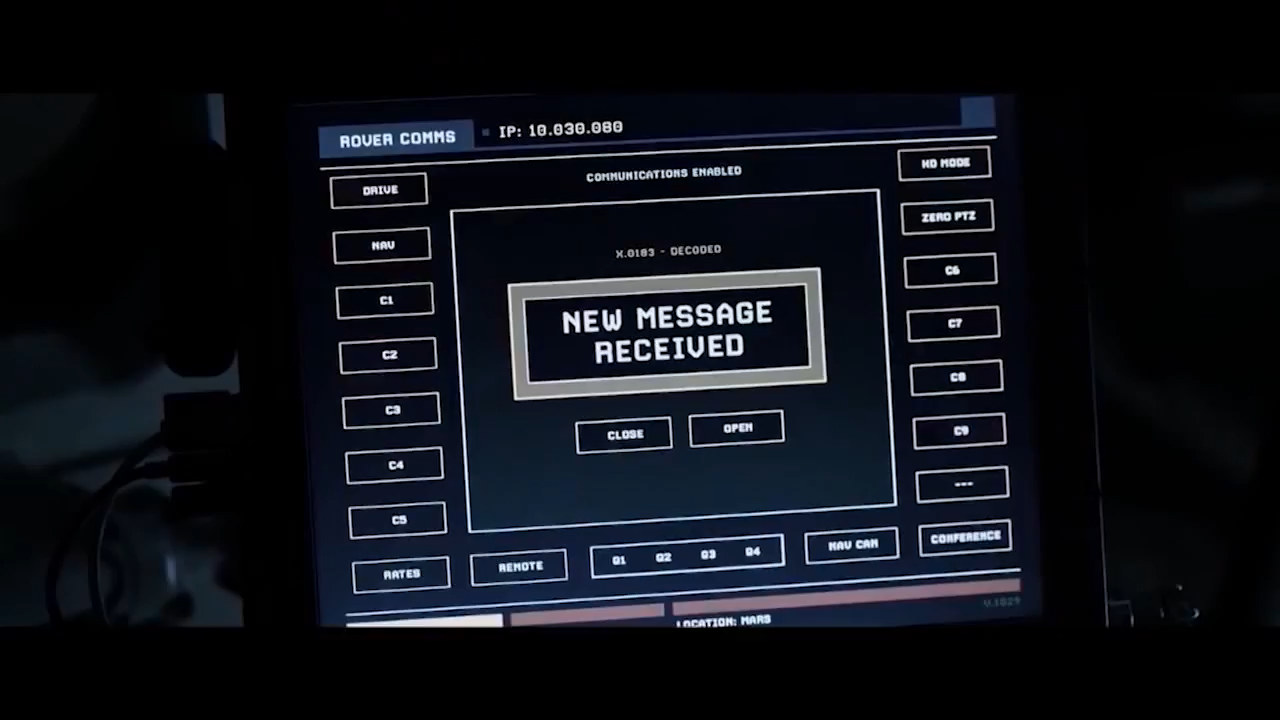 ROVER COMMS
IP: 10.030.080
COMMUNICATIONS ENABLED
HD MODE
DRIVE
ZERO PTZ
NAV
X.0183 - DECODED
C6
C1
NEW MESSAGE
RECEIVED
C7
C2
C8
C3
CLOSE
OPEN
C9
C4
---
C5
CONFERENCE
NAV CAM
Q1 Q2 Q3 Q4
REMOTE
RATES
V.1029
LOCATION: MARS